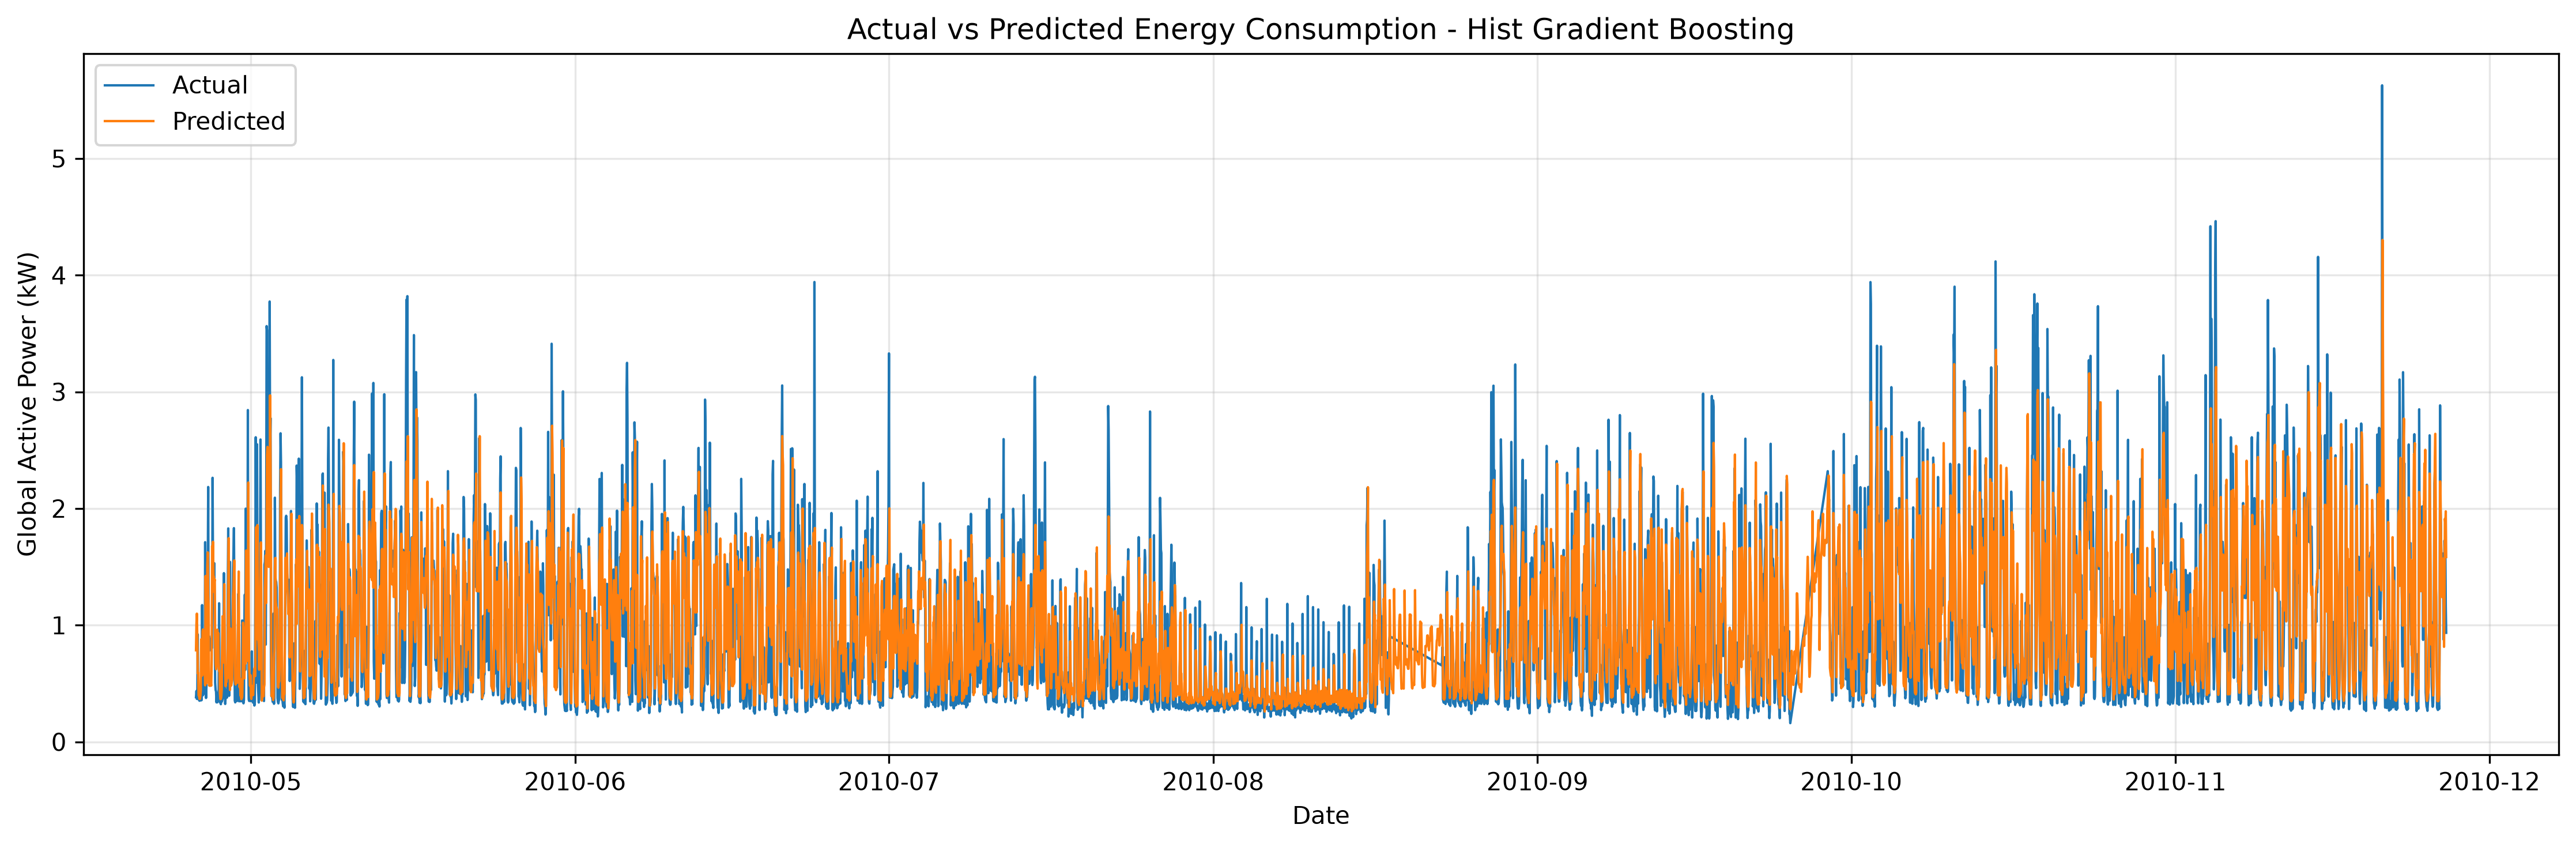 Actual vs Predicted Energy Consumption - Hist Gradient Boosting
Actual
Predicted
Global Active Power (kW)
5
4
3
2
1
0
2010-05 2010-06 2010-07 2010-08 2010-09 2010-10 2010-11 2010-12
Date